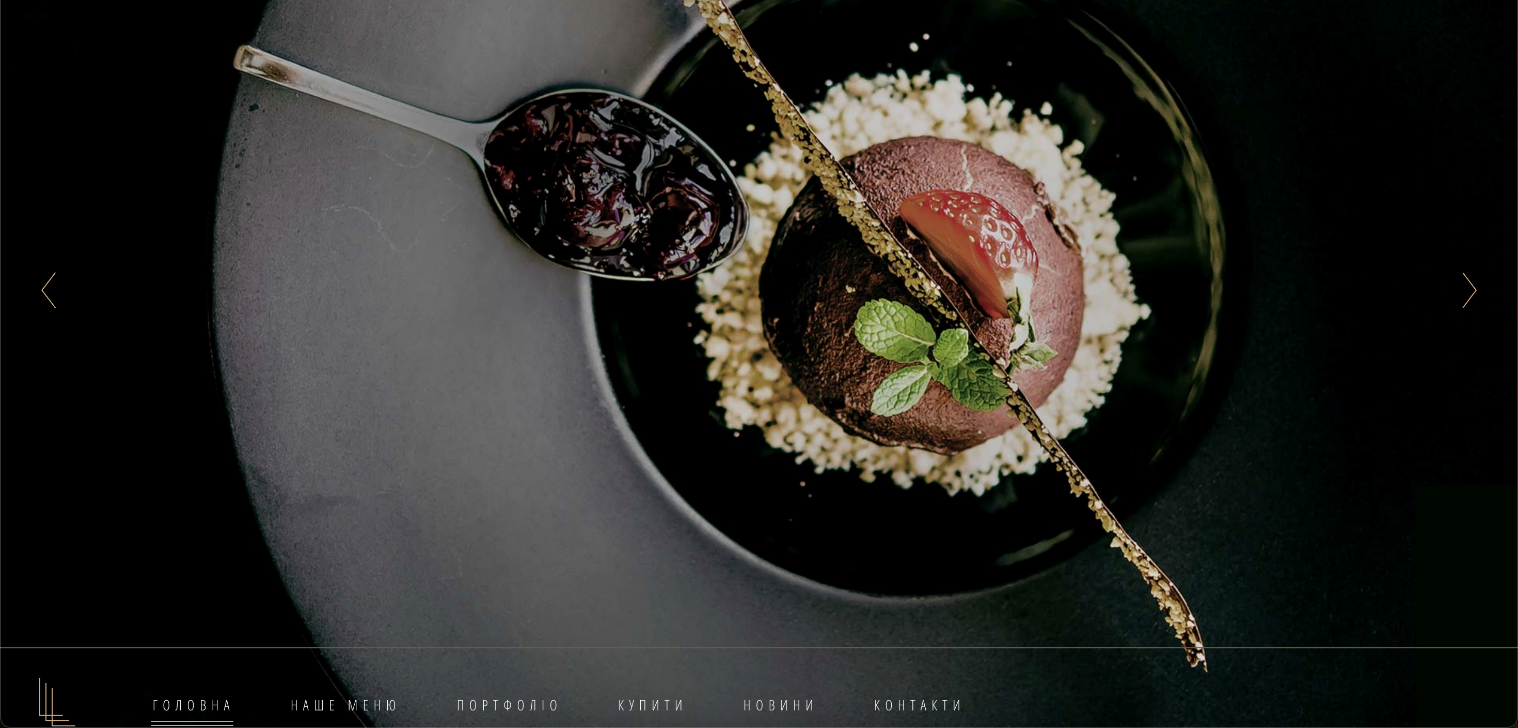 ГОЛОВНА НАШЕ МЕНЮ ПОРТФОЛІО КУПИТИ НОВИНИ КОНТАКТИ